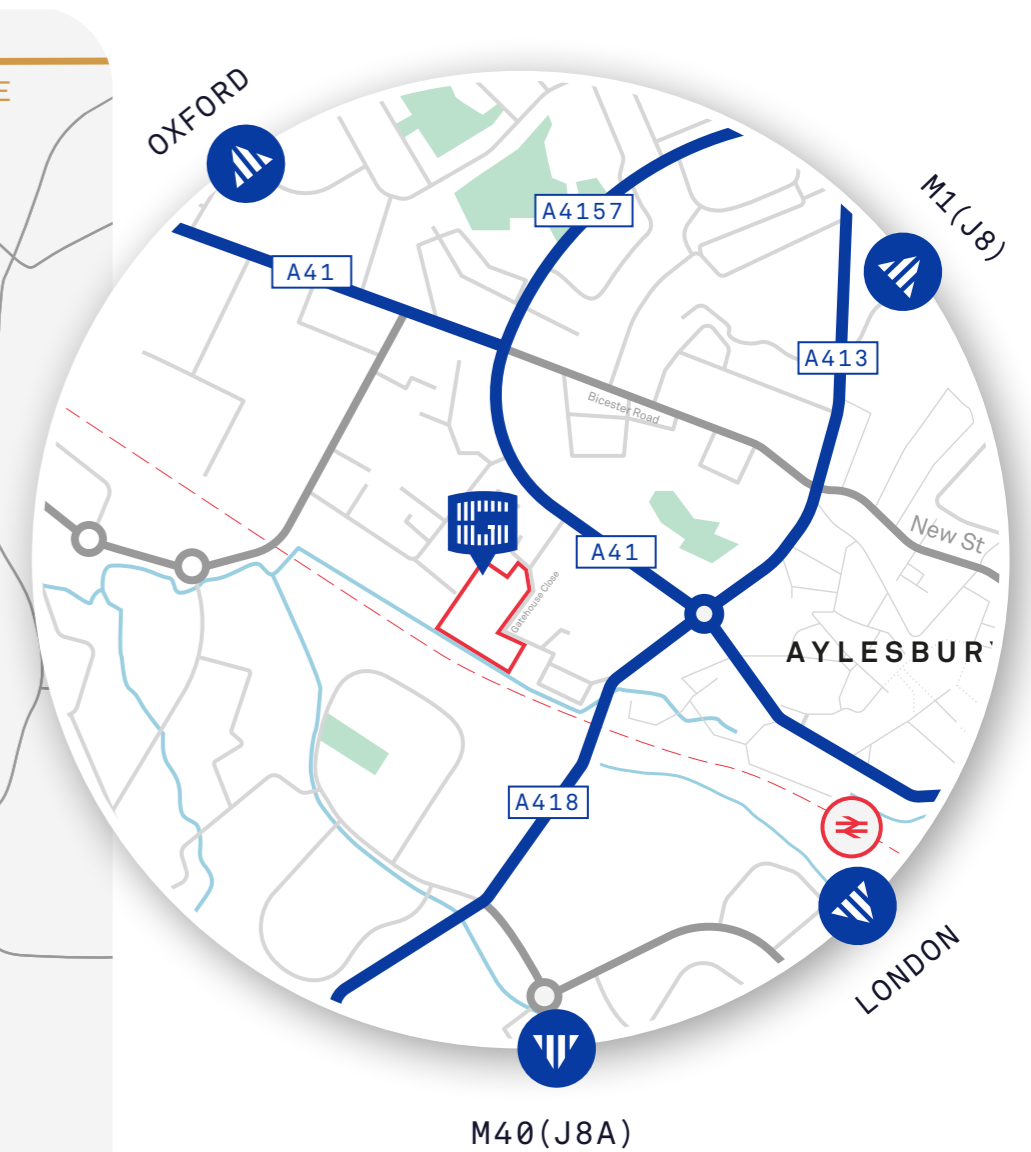 E
OXFORD
M1(J8)
A4157
A41
A413
Bicester Road
New St
A41
Gatehouse Close
AYLESBUR
A418
LONDON
M40(J8A)